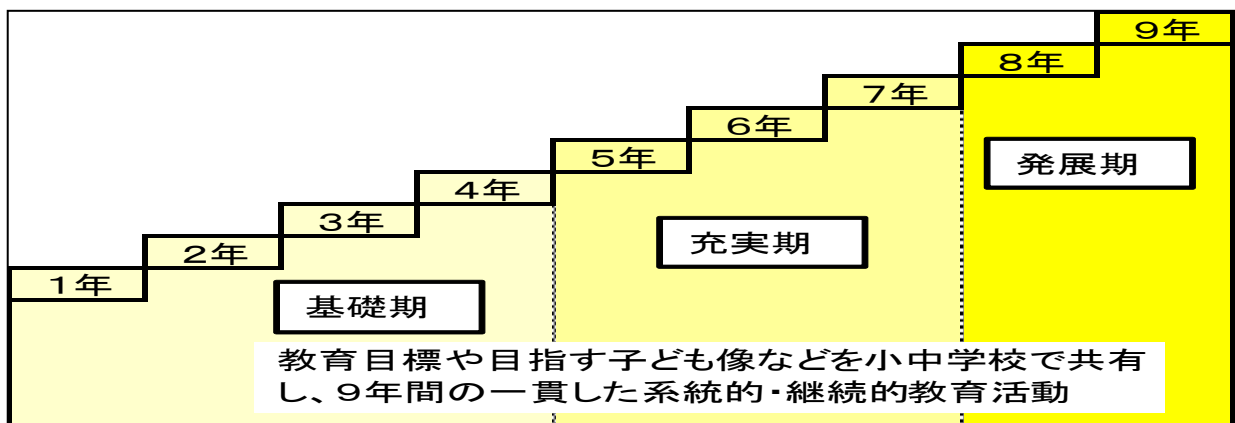 ９年
８年
７年
６年
５年
４年
３年
２年
１年
発展期
充実期
基礎期
教育目標や目指す子ども像などを小中学校で共有
し、９年間の一貫した系統的・継続的教育活動